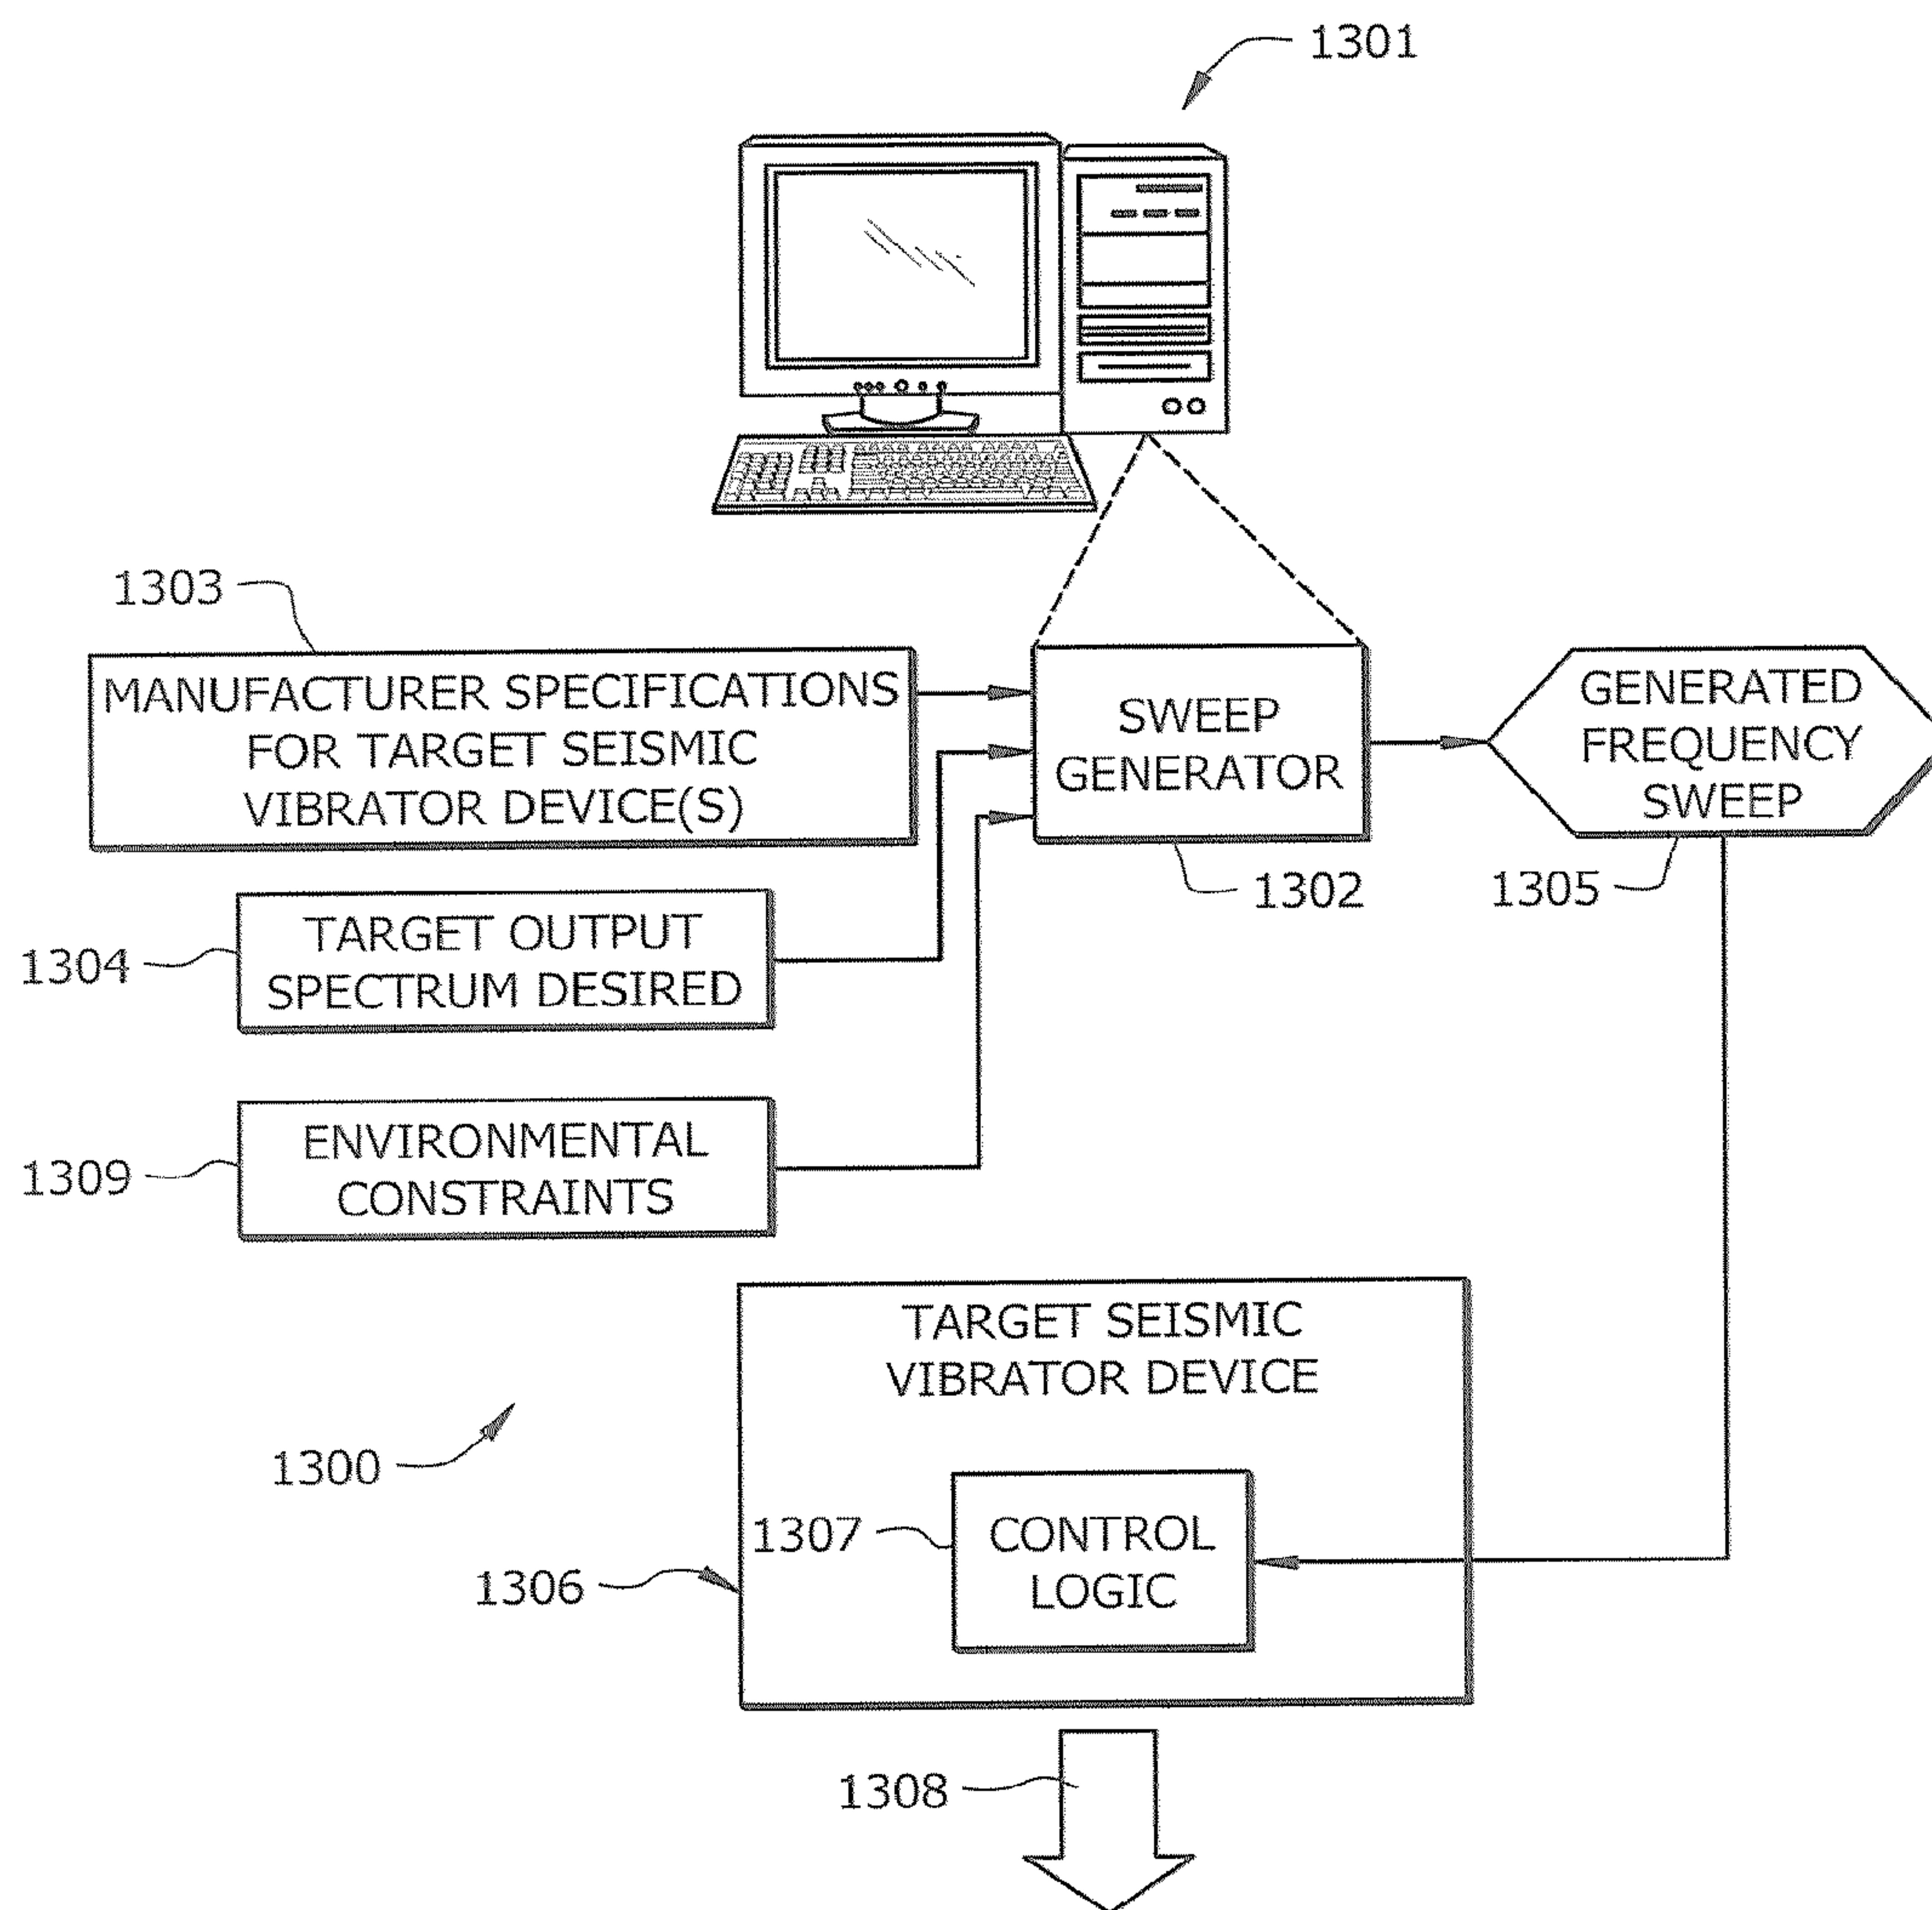 1301
1303
MANUFACTURER SPECIFICATIONS
FOR TARGET SEISMIC
VIBRATOR DEVICE(S)
SWEEP
GENERATOR
1302
GENERATED
FREQUENCY
SWEEP
1305
1304
TARGET OUTPUT
SPECTRUM DESIRED
1309
ENVIRONMENTAL
CONSTRAINTS
TARGET SEISMIC
VIBRATOR DEVICE
1300
1307
CONTROL
LOGIC
1306
1308